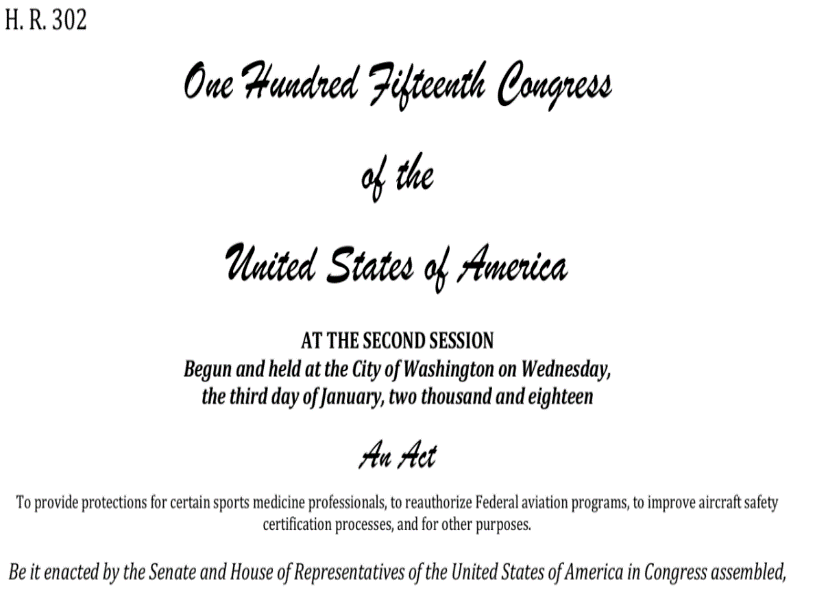 H. R. 302
One Hundred Fifteenth Congress
of the
United States of America
AT THE SECOND SESSION
Begun and held at the City of Washington on Wednesday,
the third day of January, two thousand and eighteen
An Act
To provide protections for certain sports medicine professionals, to reauthorize Federal aviation programs, to improve aircraft safety
certification processes, and for other purposes.
Be it enacted by the Senate and House of Representatives of the United States of America in Congress assembled,